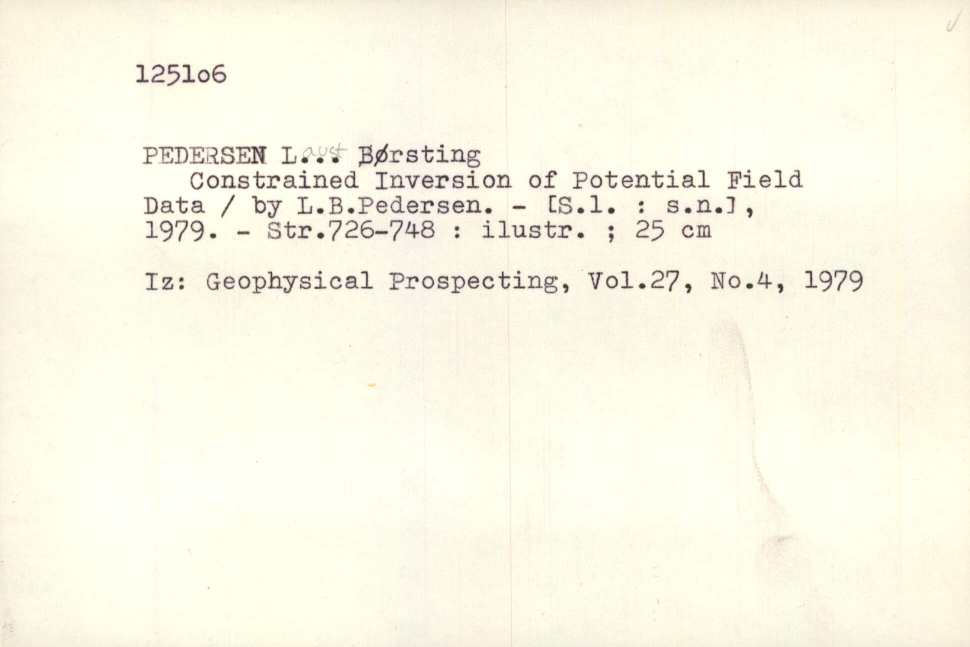 125106
PEDERSEN Laust Børsting
Constrained Inversion of Potential Field
Data / by L.B.Pedersen. - [S.l. : s.n.],
1979. - Str.726-748 : ilustr. ; 25 cm
Iz: Geophysical Prospecting, Vol.27, No.4, 1979